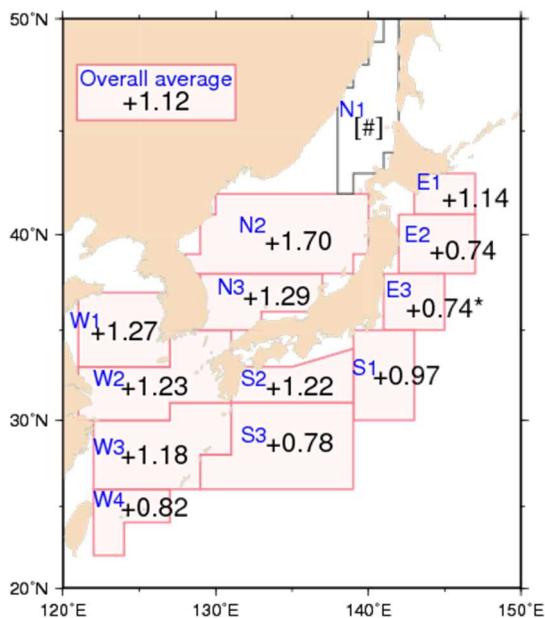 50°N
Overall average
+1.12
N1
[#]
E1
+1.14
N2
+1.70
E2
+0.74
40°N
N3
+1.29
E3
+0.74*
W1
+1.27
W2
+1.23
S2
+1.22
S1
+0.97
30°N
W3
+1.18
S3
+0.78
W4
+0.82
20°N
120°E 130°E 140°E 150°E